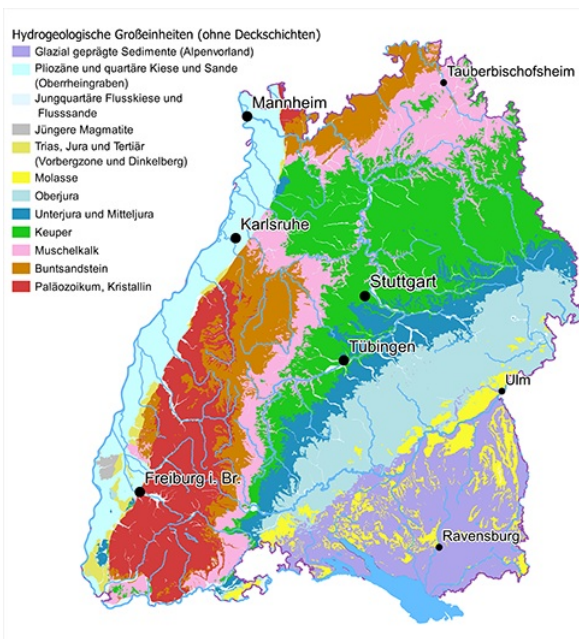 Hydrogeologische Großeinheiten (ohne Deckschichten)
Glazial geprägte Sedimente (Alpenvorland)
Pliozäne und quartäre Kiese und Sande
(Oberrheingraben)
Jungquartäre Flusskiese und
Flusssande
Jüngere Magmatite
Trias, Jura und Tertiär
(Vorbergzone und Dinkelberg)
Molasse
Oberjura
Unterjura und Mitteljura
Keuper
Muschelkalk
Buntsandstein
Paläozoikum, Kristallin
Tauberbischofsheim
Mannheim
Karlsruhe
Stuttgart
Tübingen
Ulm
Freiburg i. Br.
Ravensburg